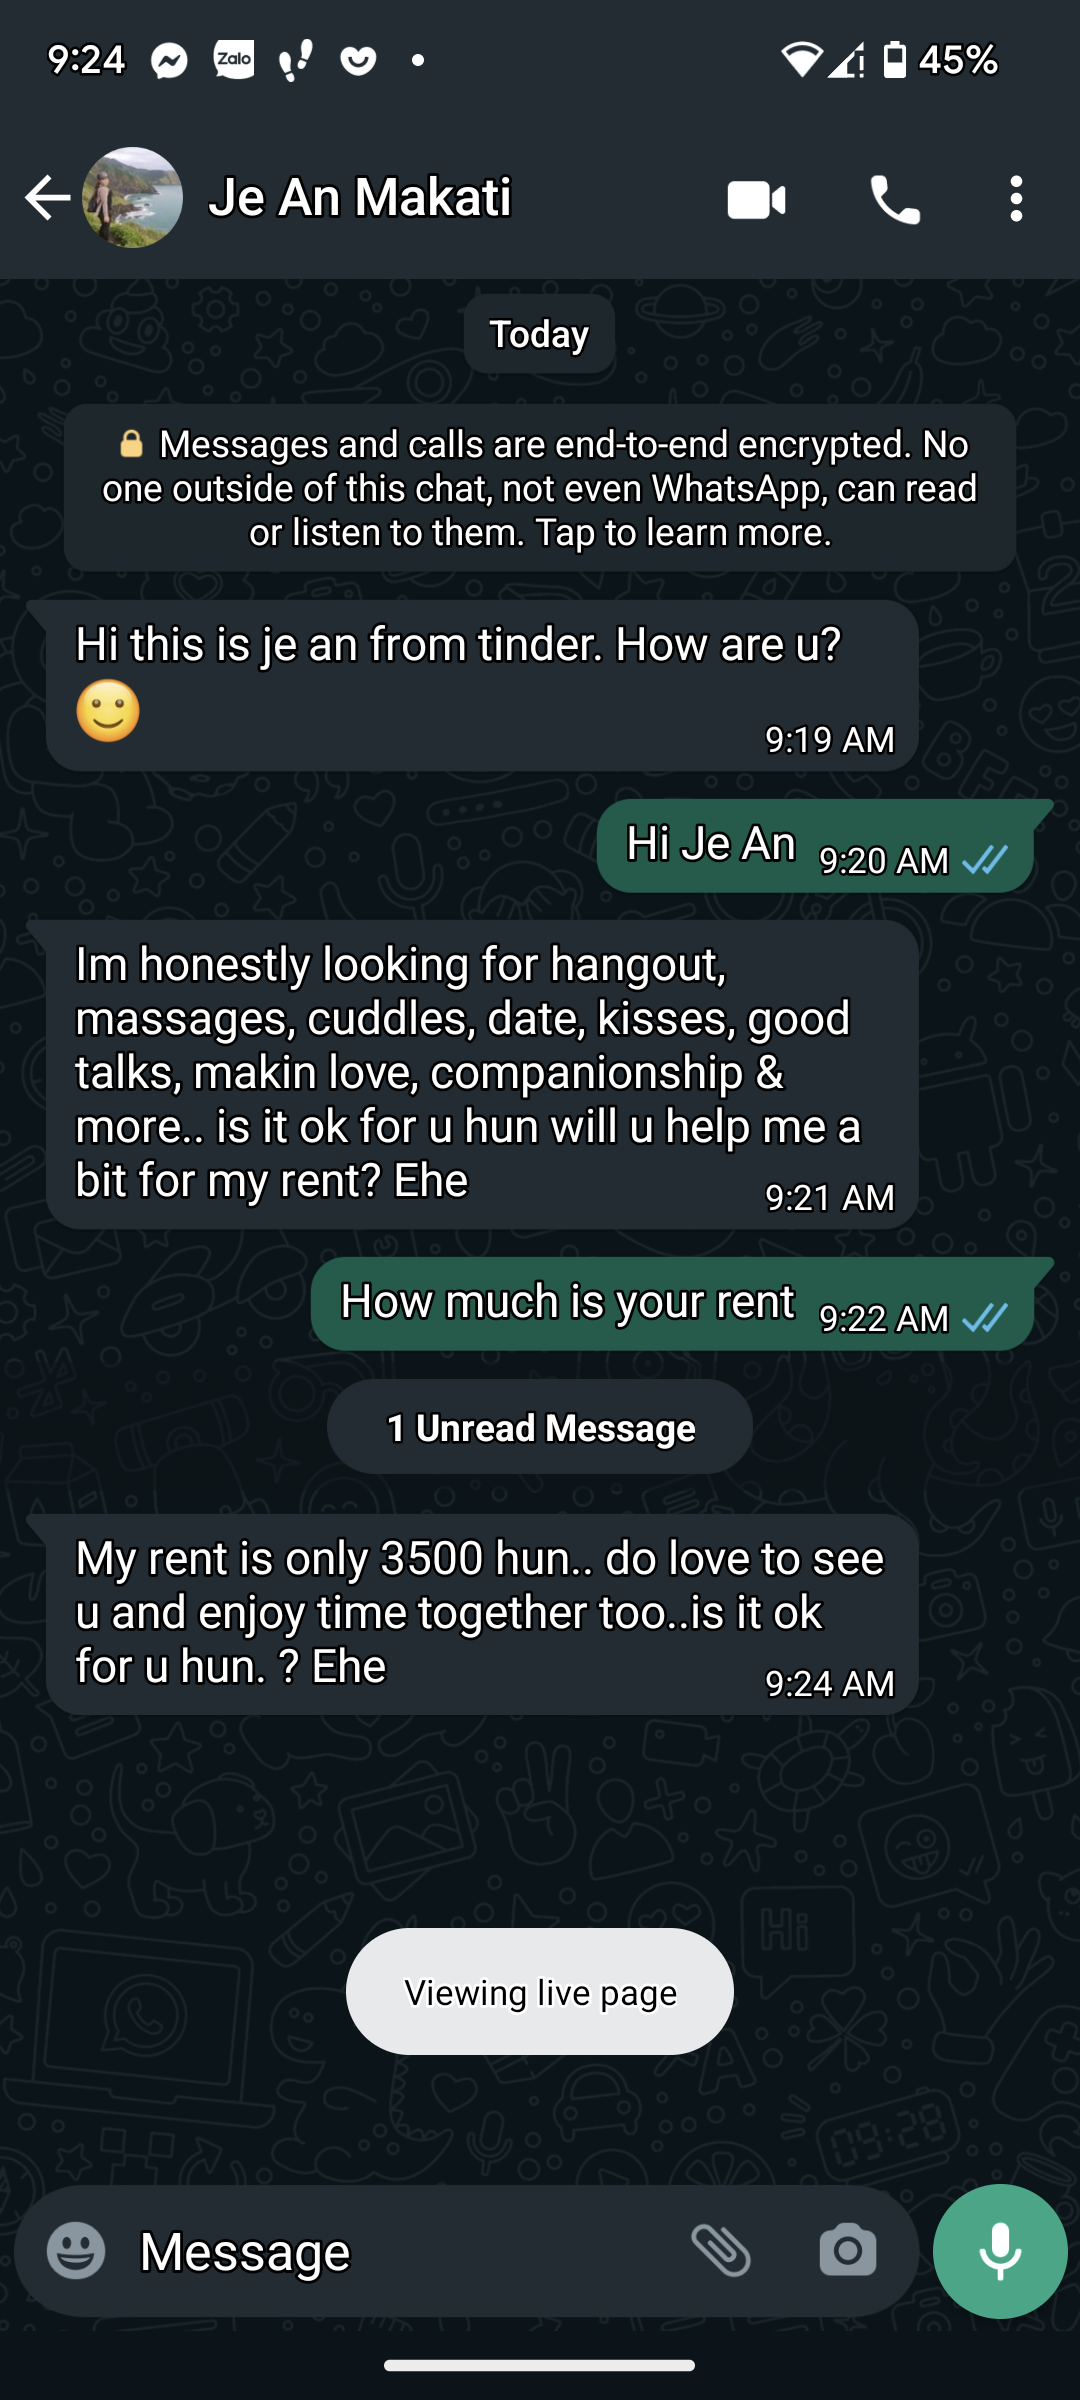 9:24 Zalo 45%
Je An Makati
Today
Messages and calls are end-to-end encrypted. No
one outside of this chat, not even WhatsApp, can read
or listen to them. Tap to learn more.
Hi this is je an from tinder. How are u?
🙂
9:19 AM
Hi Je An 9:20 AM
Im honestly looking for hangout,
massages, cuddles, date, kisses, good
talks, makin love, companionship &
more.. is it ok for u hun will u help me a
bit for my rent? Ehe
9:21 AM
How much is your rent 9:22 AM
1 Unread Message
My rent is only 3500 hun.. do love to see
u and enjoy time together too..is it ok
for u hun. ? Ehe
9:24 AM
Hi
Viewing live page
09:28
Message